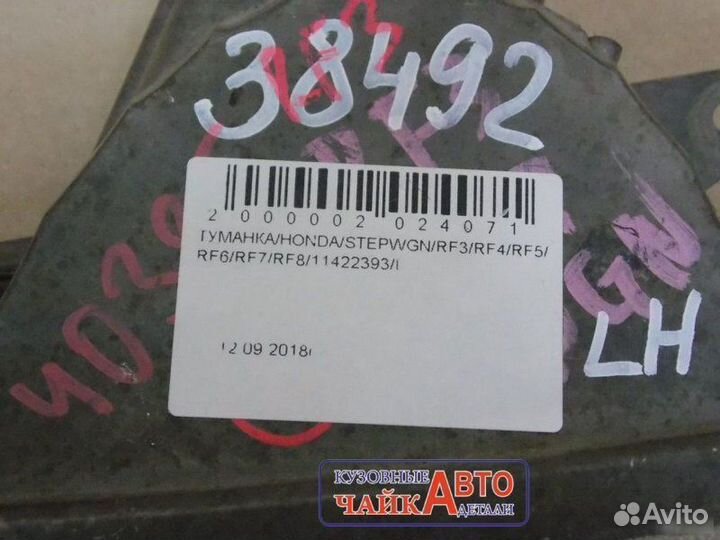 38492
2 000002 024071
ТУМАНКА/HONDA/STEPWGN/RF3/RF4/RF5/
RF6/RF7/RF8/11422393/
12 09 2018
LH
КУЗОВНЫЕ АВТО
ЧАЙКА ДЕТАЛИ
Avito